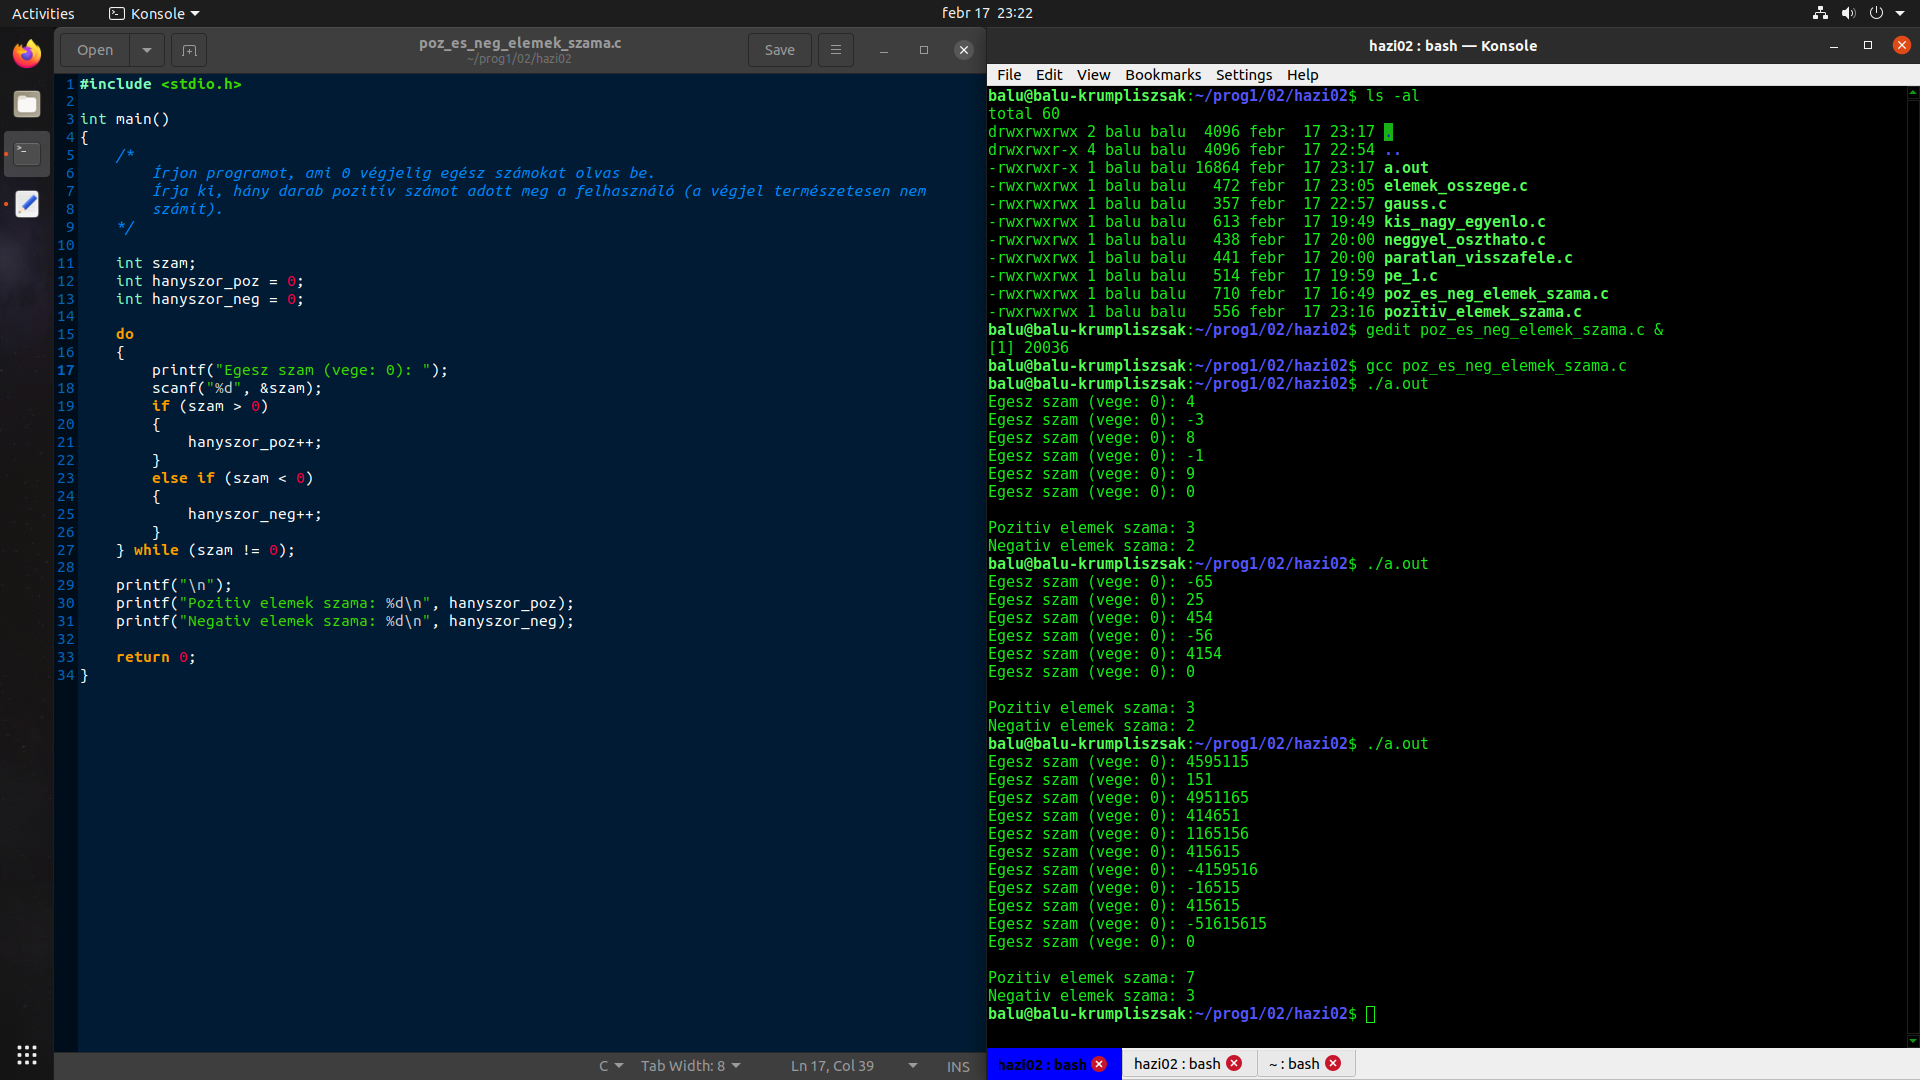 Activities
Konsole
febr 17 23:22
Open
poz_es_neg_elemek_szama.c
~/prog1/02/hazi02
Save
1 #include <stdio.h>
2
3 int main()
4 {
5     /*
6         Írjon programot, ami 0 végjelig egész számokat olvas be.
7         Írja ki, hány darab pozitív számot adott meg a felhasználó (a végjel természetesen nem
8         számít).
9     */
10
11     int szam;
12     int hanyszor_poz = 0;
13     int hanyszor_neg = 0;
14
15     do
16     {
17         printf("Egesz szam (vege: 0): ");
18         scanf("%d", &szam);
19         if (szam > 0)
20         {
21             hanyszor_poz++;
22         }
23         else if (szam < 0)
24         {
25             hanyszor_neg++;
26         }
27     } while (szam != 0);
28
29     printf("\n");
30     printf("Pozitiv elemek szama: %d\n", hanyszor_poz);
31     printf("Negativ elemek szama: %d\n", hanyszor_neg);
32
33     return 0;
34 }
C
Tab Width: 8
Ln 17, Col 39
INS
hazi02 : bash — Konsole
File Edit View Bookmarks Settings Help
balu@balu-krumpliszsak:~/prog1/02/hazi02$ ls -al
total 60
drwxrwxrwx 2 balu balu  4096 febr  17 23:17 .
drwxrwxr-x 4 balu balu  4096 febr  17 22:54 ..
-rwxrwxr-x 1 balu balu 16864 febr  17 23:17 a.out
-rwxrwxrwx 1 balu balu   472 febr  17 23:05 elemek_osszege.c
-rwxrwxrwx 1 balu balu   357 febr  17 22:57 gauss.c
-rwxrwxrwx 1 balu balu   613 febr  17 19:49 kis_nagy_egyenlo.c
-rwxrwxrwx 1 balu balu   438 febr  17 20:00 neggyel_oszthato.c
-rwxrwxrwx 1 balu balu   441 febr  17 20:00 paratlan_visszafele.c
-rwxrwxrwx 1 balu balu   514 febr  17 19:59 pe_1.c
-rwxrwxrwx 1 balu balu   710 febr  17 16:49 poz_es_neg_elemek_szama.c
-rwxrwxrwx 1 balu balu   556 febr  17 23:16 pozitiv_elemek_szama.c
balu@balu-krumpliszsak:~/prog1/02/hazi02$ gedit poz_es_neg_elemek_szama.c &
[1] 20036
balu@balu-krumpliszsak:~/prog1/02/hazi02$ gcc poz_es_neg_elemek_szama.c
balu@balu-krumpliszsak:~/prog1/02/hazi02$ ./a.out
Egesz szam (vege: 0): 4
Egesz szam (vege: 0): -3
Egesz szam (vege: 0): 8
Egesz szam (vege: 0): -1
Egesz szam (vege: 0): 9
Egesz szam (vege: 0): 0

Pozitiv elemek szama: 3
Negativ elemek szama: 2
balu@balu-krumpliszsak:~/prog1/02/hazi02$ ./a.out
Egesz szam (vege: 0): -65
Egesz szam (vege: 0): 25
Egesz szam (vege: 0): 454
Egesz szam (vege: 0): -56
Egesz szam (vege: 0): 4154
Egesz szam (vege: 0): 0

Pozitiv elemek szama: 3
Negativ elemek szama: 2
balu@balu-krumpliszsak:~/prog1/02/hazi02$ ./a.out
Egesz szam (vege: 0): 4595115
Egesz szam (vege: 0): 151
Egesz szam (vege: 0): 4951165
Egesz szam (vege: 0): 414651
Egesz szam (vege: 0): 1165156
Egesz szam (vege: 0): 415615
Egesz szam (vege: 0): -4159516
Egesz szam (vege: 0): -16515
Egesz szam (vege: 0): 415615
Egesz szam (vege: 0): -51615615
Egesz szam (vege: 0): 0

Pozitiv elemek szama: 7
Negativ elemek szama: 3
balu@balu-krumpliszsak:~/prog1/02/hazi02$
hazi02 : bash
hazi02 : bash
~ : bash